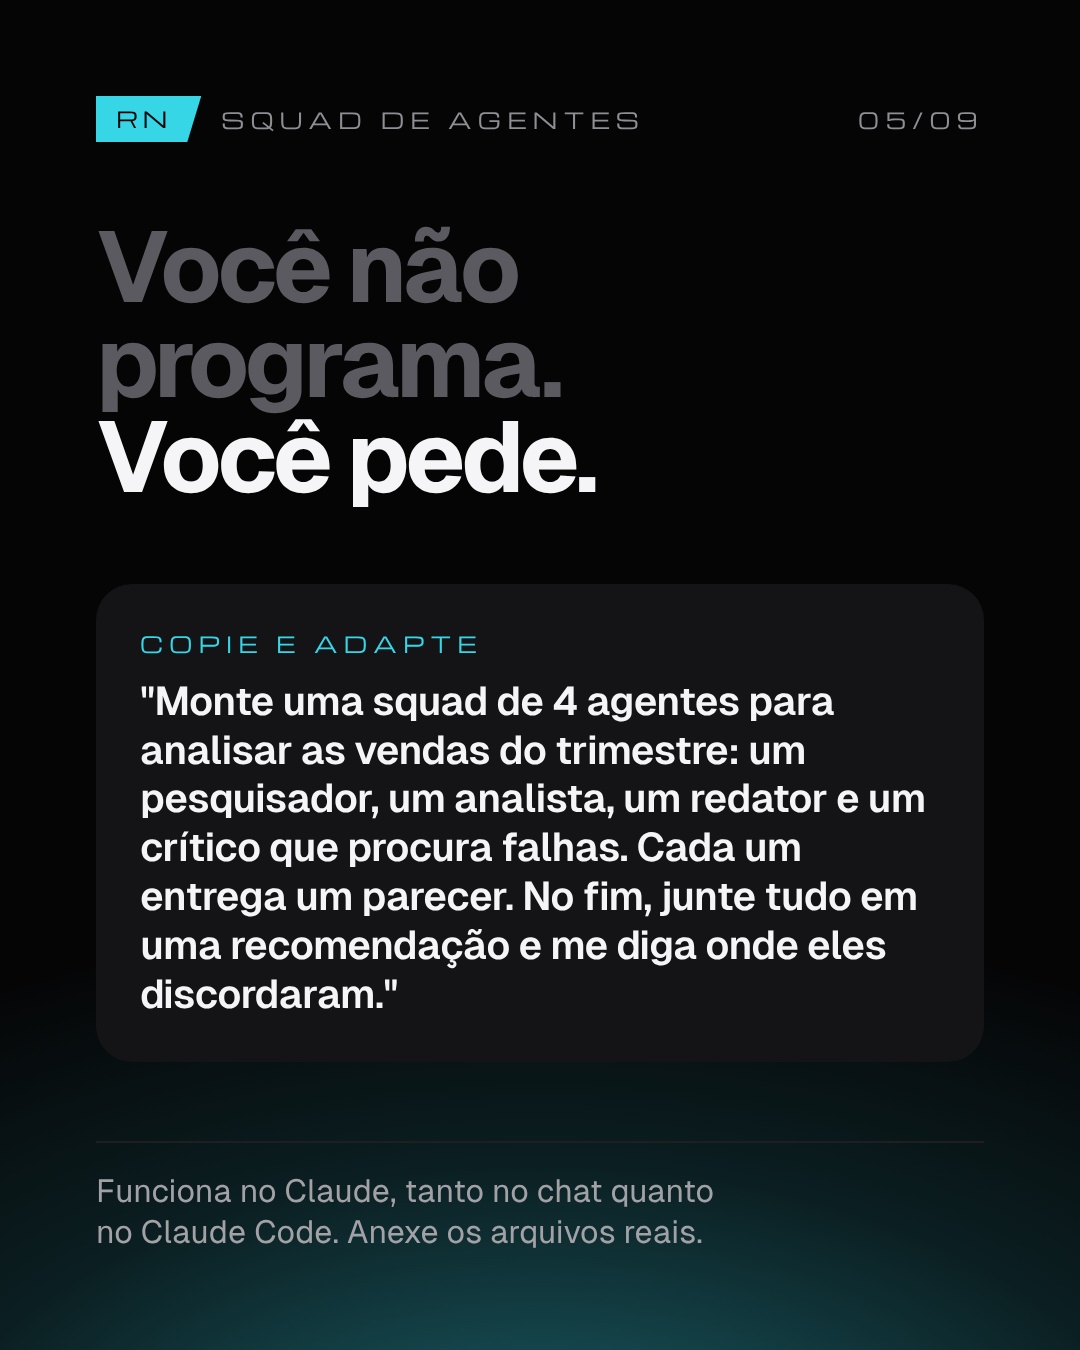 RN SQUAD DE AGENTES 05/09
Você não
programa.
Você pede.
COPIE E ADAPTE
"Monte uma squad de 4 agentes para
analisar as vendas do trimestre: um
pesquisador, um analista, um redator e um
crítico que procura falhas. Cada um
entrega um parecer. No fim, junte tudo em
uma recomendação e me diga onde eles
discordaram."
Funciona no Claude, tanto no chat quanto
no Claude Code. Anexe os arquivos reais.